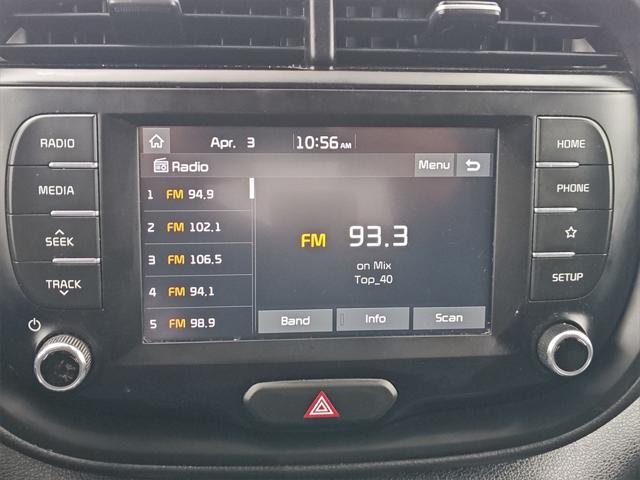 RADIO
MEDIA
SEEK
TRACK
Apr. 3 10:56 AM
Radio Menu
1 FM 94.9
2 FM 102.1
3 FM 106.5
4 FM 94.1
5 FM 98.9
FM 93.3
on Mix
Top_40
Band Info Scan
HOME
PHONE
SETUP